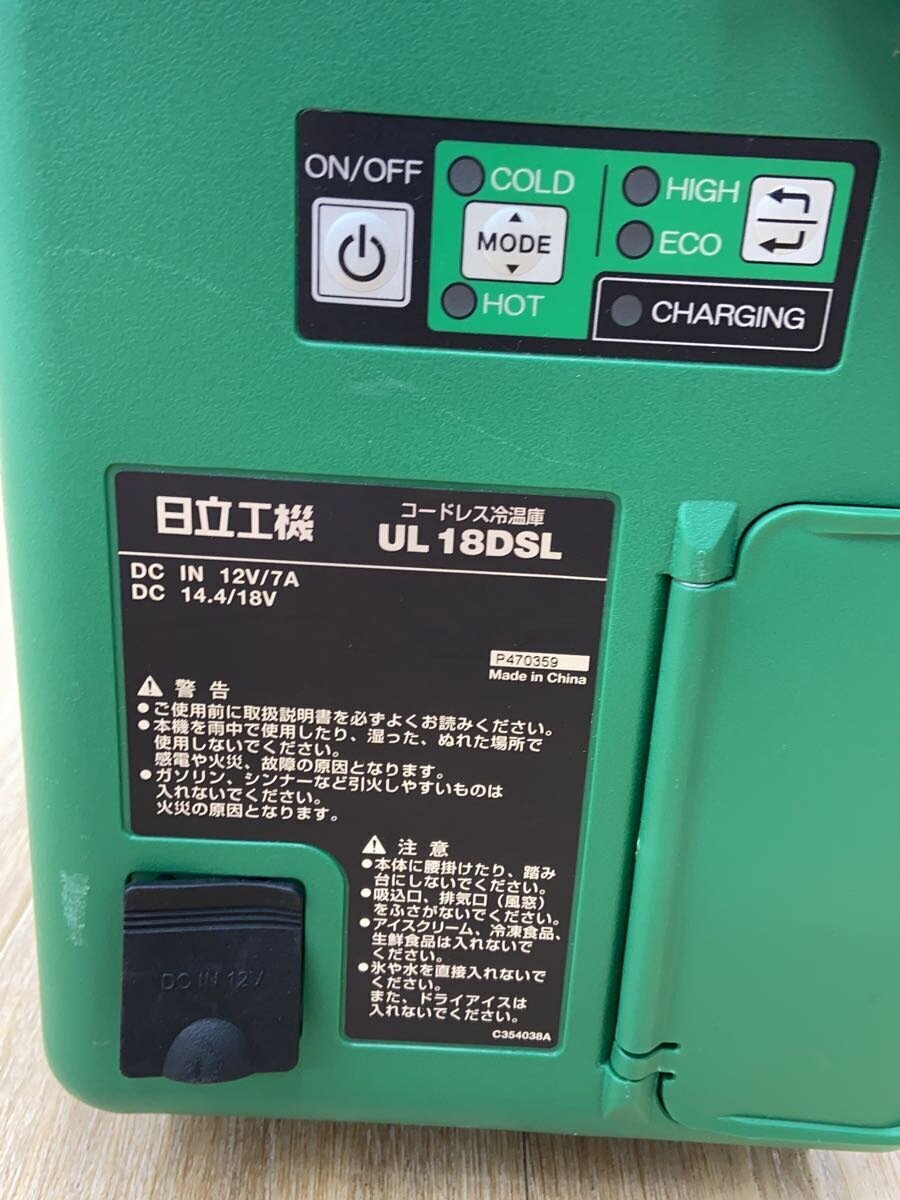 ON/OFF
COLD
MODE
HOT
HIGH
ECO
CHARGING
日立工機
コードレス冷温庫
UL 18DSL
DC IN 12V/7A
DC 14.4/18V
P470359
Made in China
警告
●ご使用前に取扱説明書を必ずよくお読みください。
●本機を雨中で使用したり、湿った、ぬれた場所で
使用しないでください。
感電や火災、故障の原因となります。
●ガソリン、シンナーなど引火しやすいものは
入れないでください。
火災の原因となります。
注意
●本体に腰掛けたり、踏み
台にしないでください。
●吸込口、排気口（風窓）
をふさがないでください。
●アイスクリーム、冷凍食品、
生鮮食品は入れないで
ください。
●氷や水を直接入れないで
ください。
また、ドライアイスは
入れないでください。
C354038A
DC IN 12V